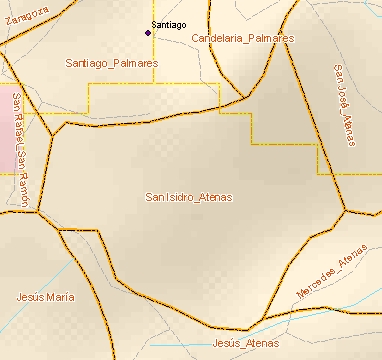 Zaragoza
Santiago
Candelaria_Palmares
Santiago_Palmares
San José_Atenas
San Rafael_San Ramón
San Isidro_Atenas
Mercedes_Atenas
Jesús María
Jesús_Atenas